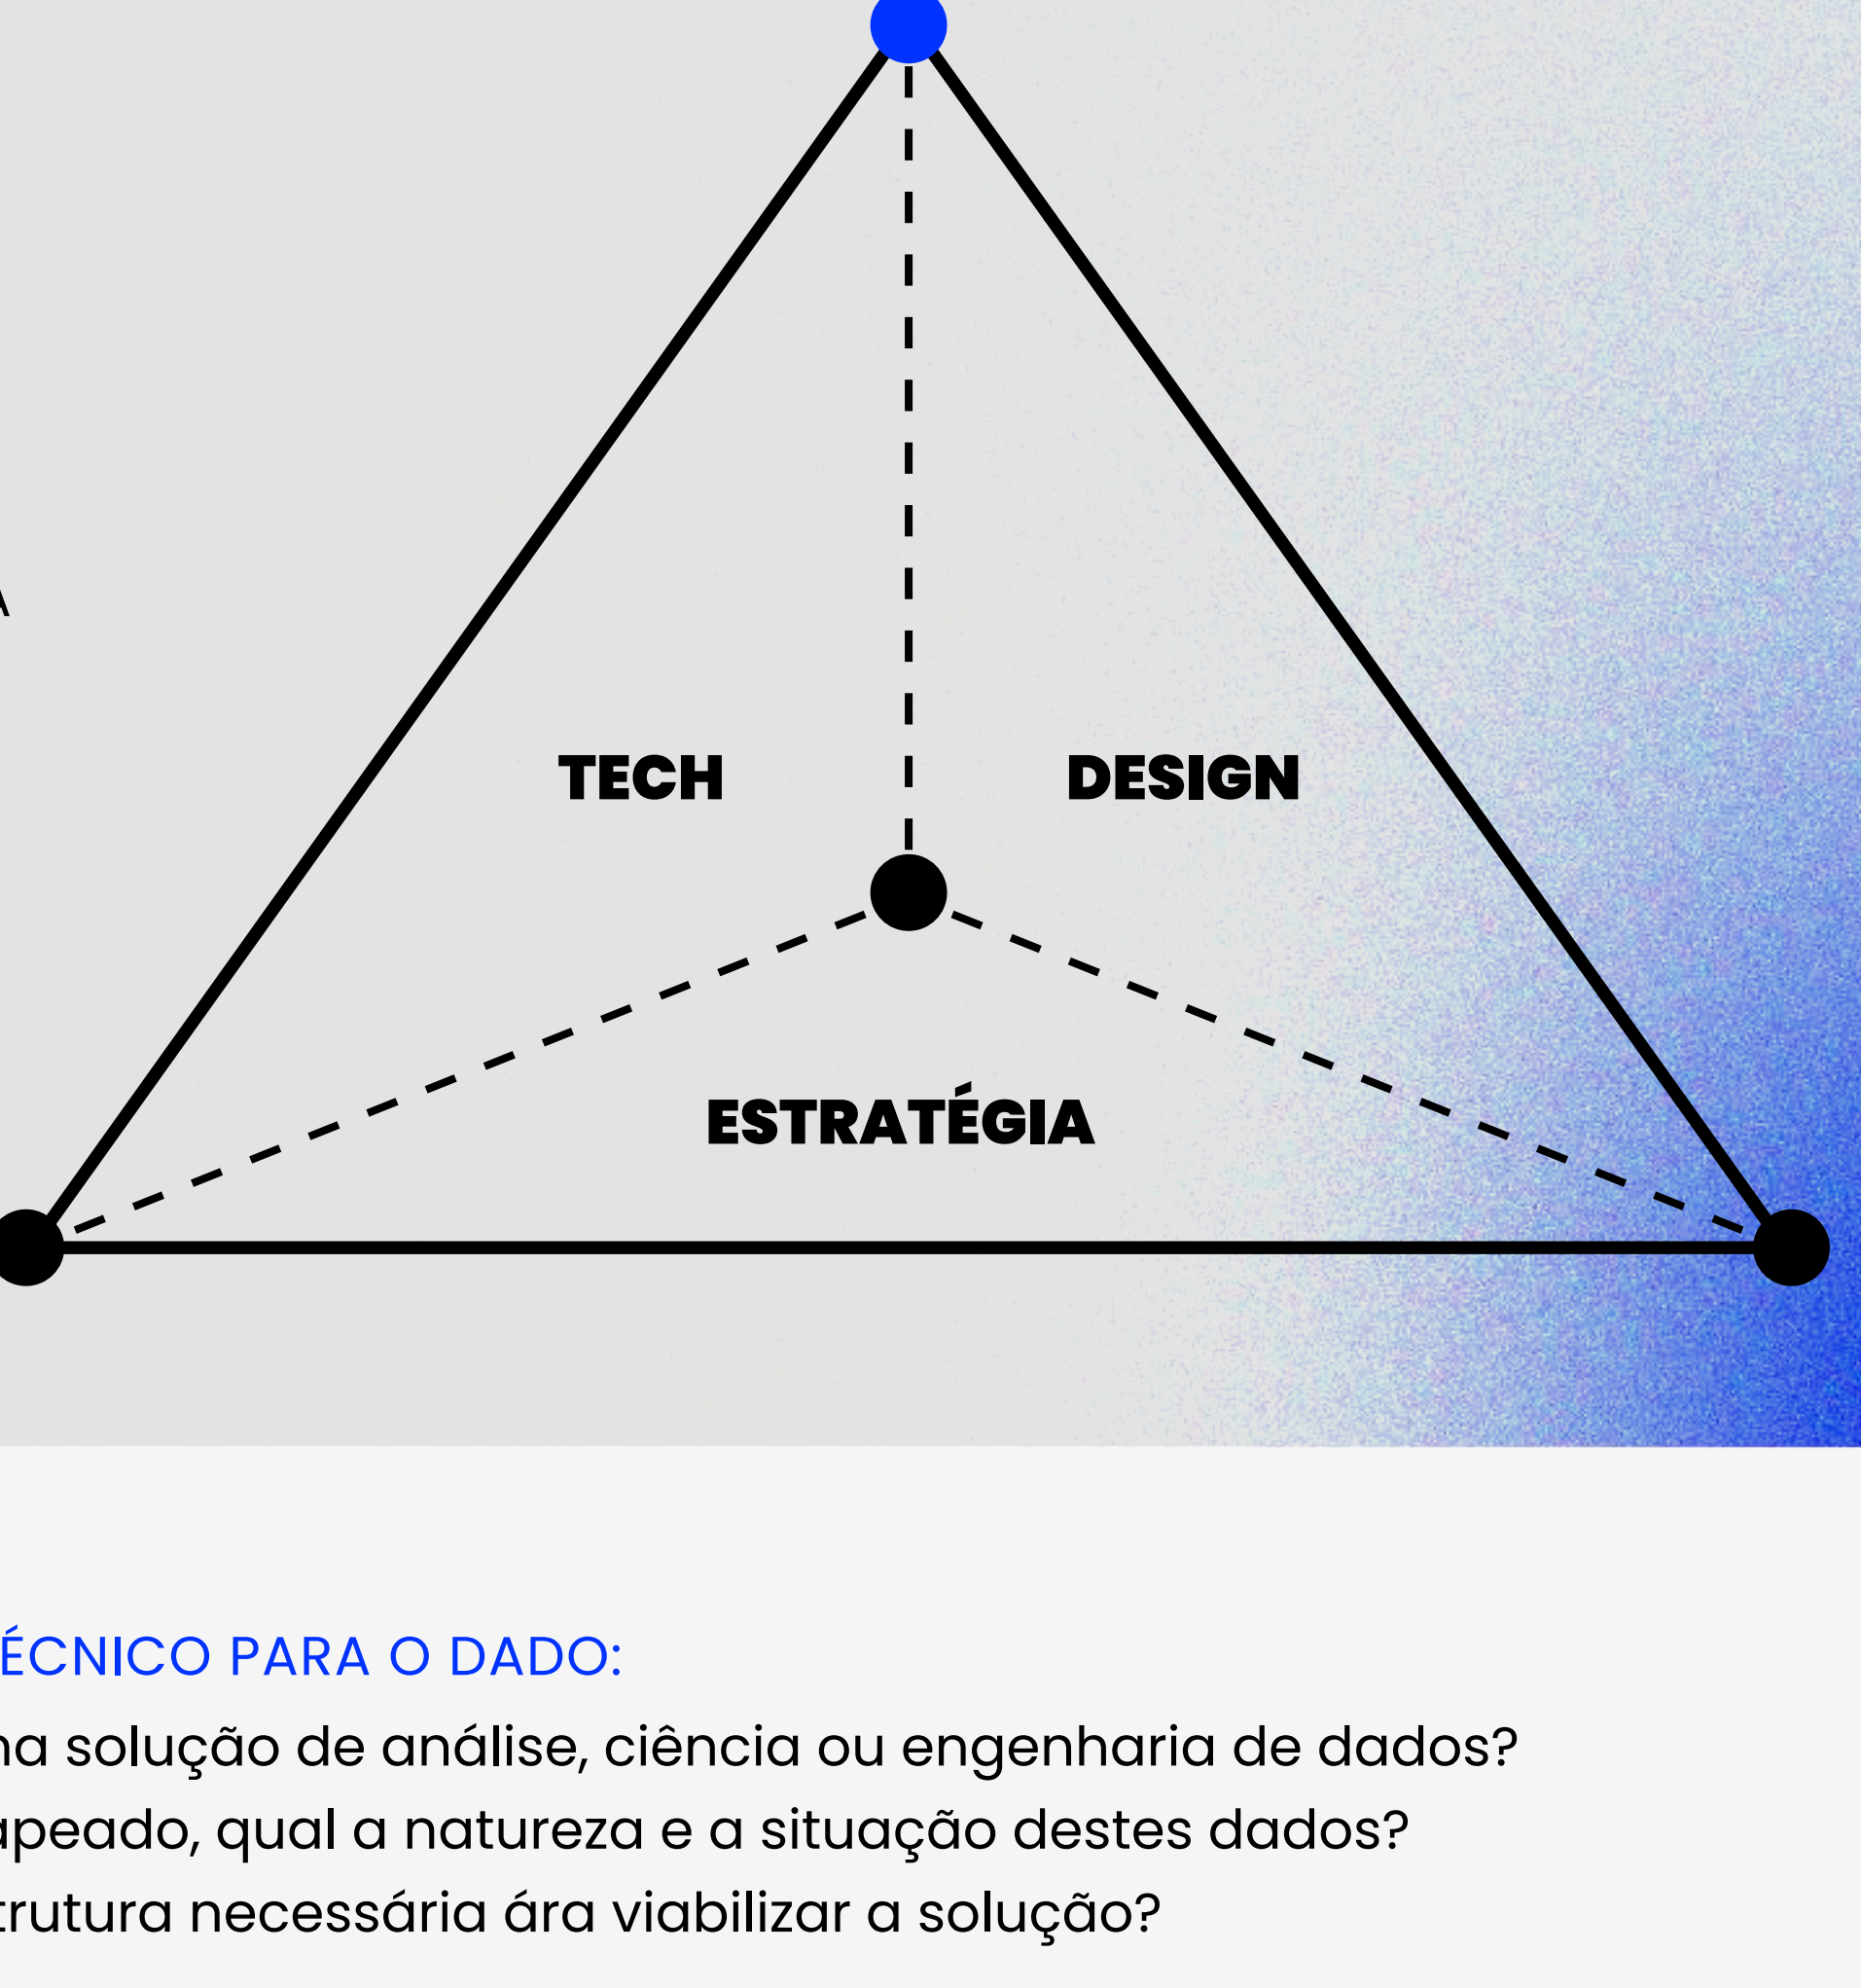 A
TECH
DESIGN
ESTRATÉGIA
ÉCNICO PARA O DADO:
na solução de análise, ciência ou engenharia de dados?
apeado, qual a natureza e a situação destes dados?
trutura necessária ára viabilizar a solução?